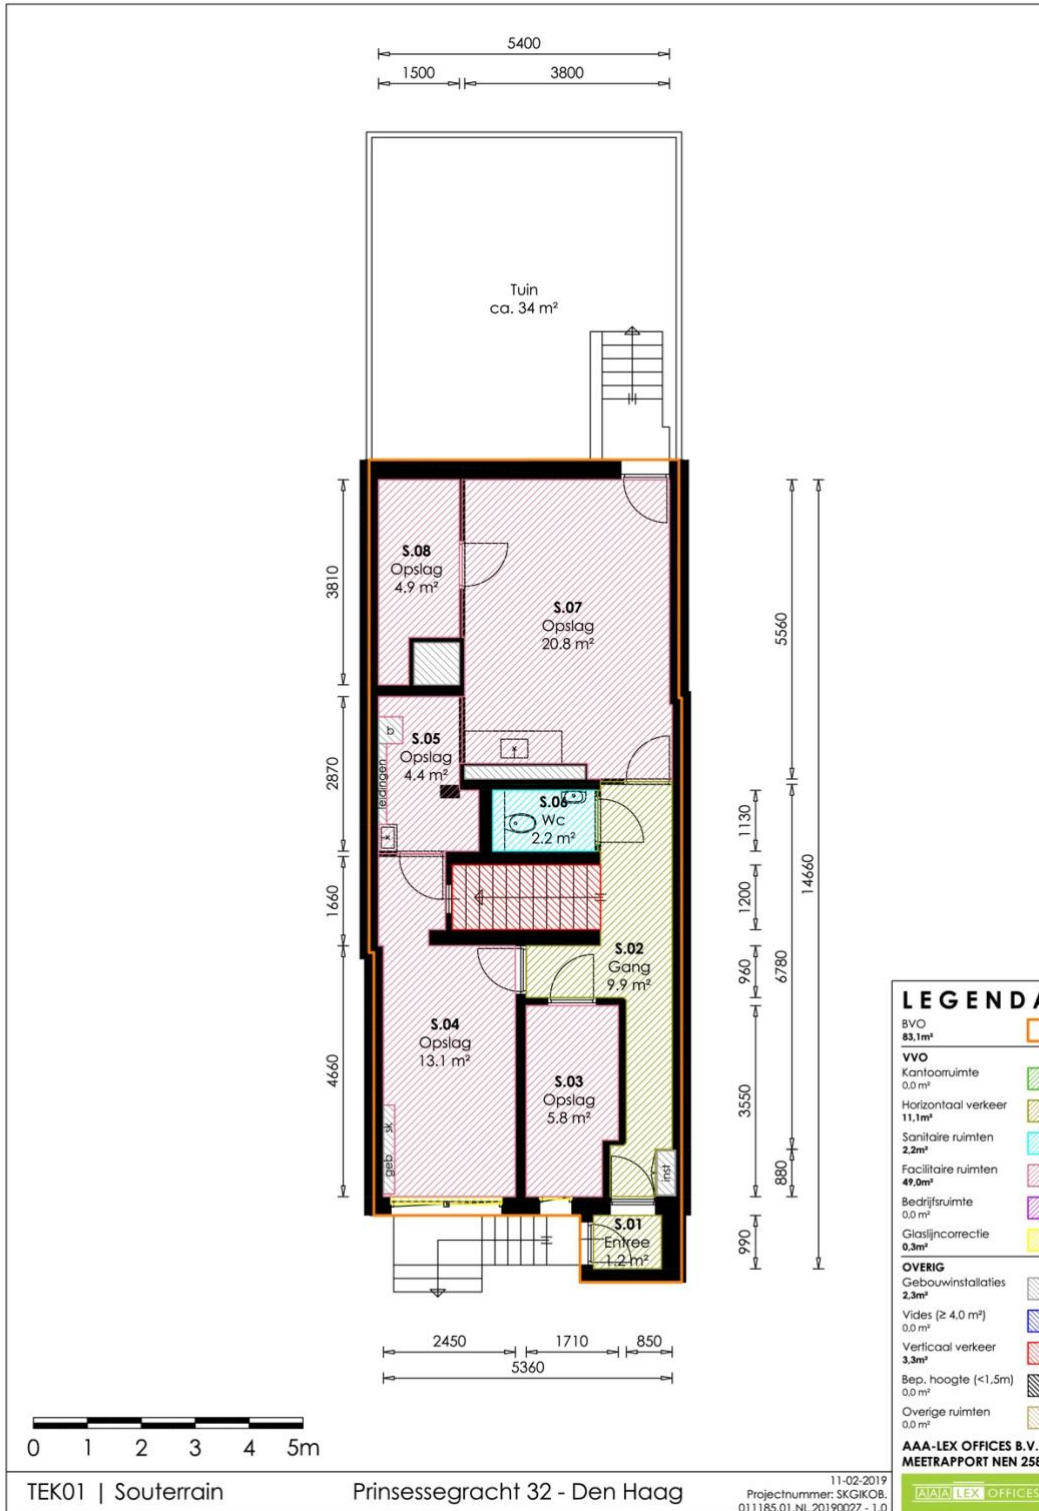 5400
1500
3800
Tuin
ca. 34 m²
S.08
Opslag
4.9 m²
S.07
Opslag
20.8 m²
3810
5560
S.05
Opslag
4.4 m²
leidingen
2870
S.06
Wc
2.2 m²
1130
14660
1660
1200
S.02
Gang
9.9 m²
960
6780
S.04
Opslag
13.1 m²
4660
S.03
Opslag
5.8 m²
3550
geb
sk
inst
880
S.01
Entree
1.2 m²
990
2450
1710
850
5360
LEGENDA
BVO
83,1m²
VVO
Kantoorruimte
0,0 m²
Horizontaal verkeer
11,1m²
Sanitaire ruimten
2,2m²
Facilitaire ruimten
49,0m²
Bedrijfsruimte
0,0 m²
Glaslijncorrectie
0,3m²
OVERIG
Gebouwinstallaties
2,3m²
Vides (≥ 4,0 m²)
0,0 m²
Verticaal verkeer
3,3m²
Bep. hoogte (<1,5m)
0,0 m²
Overige ruimten
0,0 m²
AAA-LEX OFFICES B.V.
MEETRAPPORT NEN 258
AAA LEX OFFICES
0 1 2 3 4 5m
TEK01 | Souterrain
Prinsessegracht 32 - Den Haag
11-02-2019
Projectnummer: SKGIKOB.
011185.01.NL.20190027 - 1.0